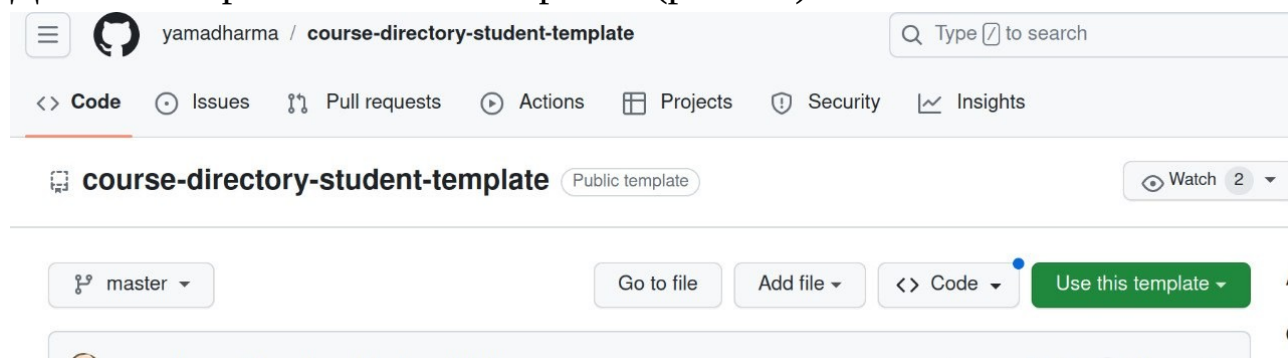 yamadharma / course-directory-student-template
Type / to search
Code Issues Pull requests Actions Projects Security Insights
course-directory-student-template Public template
Watch 2
master Go to file Add file Code Use this template